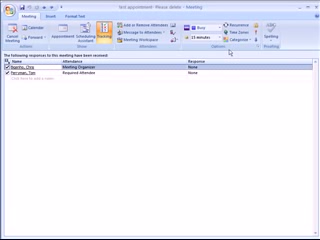 test appointment- Please delete - Meeting
Meeting Insert Format Text
Cancel Meeting
Calendar
Forward
Appointment
Scheduling Assistant
Tracking
Add or Remove Attendees
Message to Attendees
Meeting Workspace
Busy
15 minutes
Recurrence
Time Zones
Categorize
Spelling
Actions Show Attendees Options Proofing
The following responses to this meeting have been received:
Name Attendance Response
Meeting Organizer None
Required Attendee None
Click here to add a name